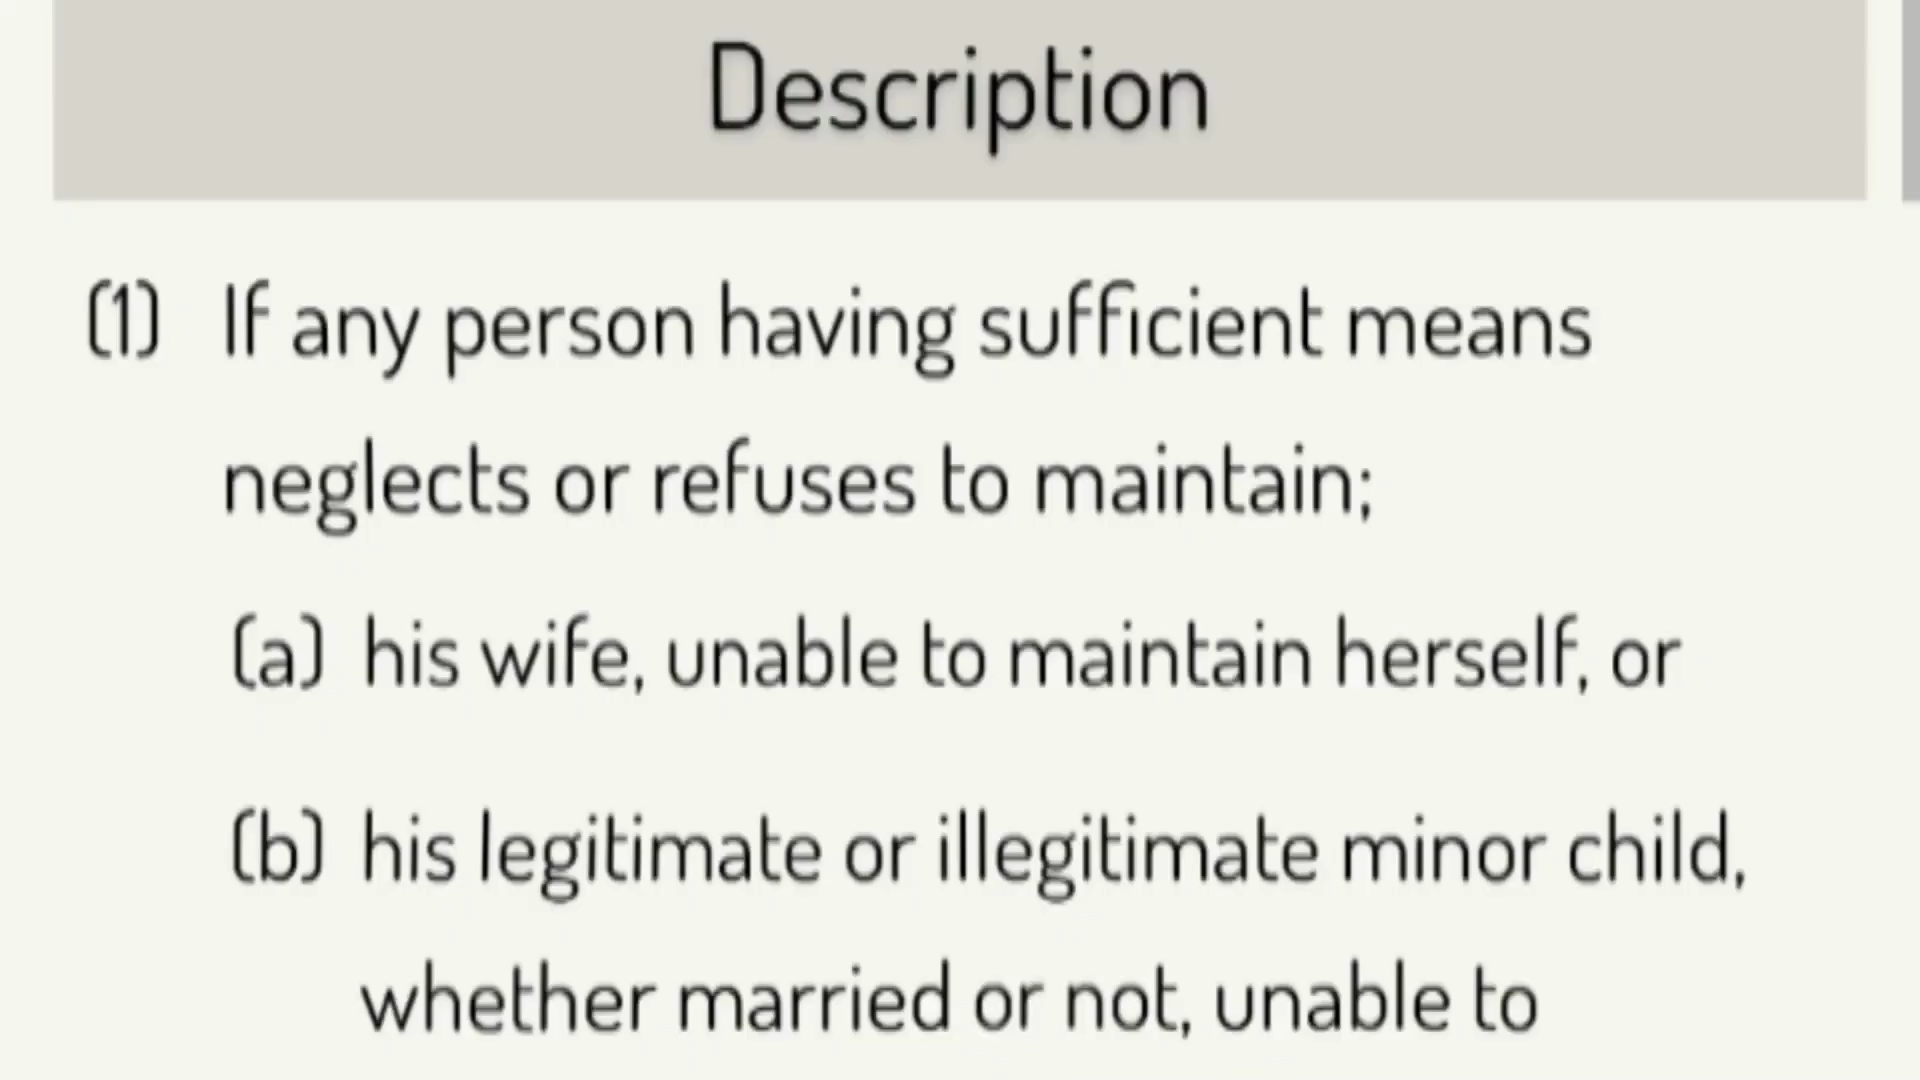 Description
(1) If any person having sufficient means
neglects or refuses to maintain;
(a) his wife, unable to maintain herself, or
(b) his legitimate or illegitimate minor child,
whether married or not, unable to